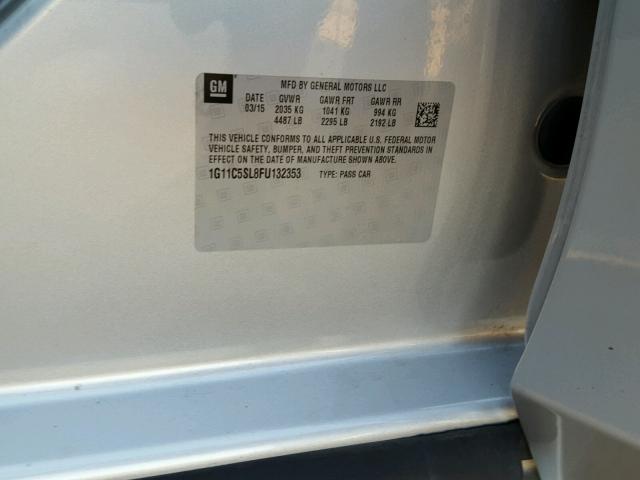 GM
MFD BY GENERAL MOTORS LLC
DATE GVWR GAWR FRT GAWR RR
03/15 2035 KG 1041 KG 994 KG
4487 LB 2295 LB 2192 LB
THIS VEHICLE CONFORMS TO ALL APPLICABLE U.S. FEDERAL MOTOR
VEHICLE SAFETY, BUMPER, AND THEFT PREVENTION STANDARDS
IN EFFECT ON THE DATE OF MANUFACTURE SHOWN ABOVE.
1G11C5SL8FU132353 TYPE: PASS CAR